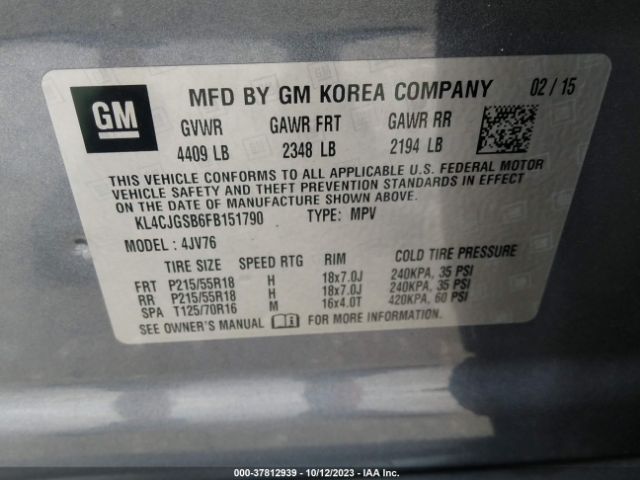 GM
MFD BY GM KOREA COMPANY 02 / 15
GVWR GAWR FRT GAWR RR
4409 LB 2348 LB 2194 LB
THIS VEHICLE CONFORMS TO ALL APPLICABLE U.S. FEDERAL MOTOR
VEHICLE SAFETY AND THEFT PREVENTION STANDARDS IN EFFECT
ON THE DATE OF MANUFACTURE SHOWN ABOVE.
KL4CJGSB6FB151790 TYPE: MPV
MODEL : 4JV76
TIRE SIZE SPEED RTG RIM COLD TIRE PRESSURE
FRT P215/55R18 H 18x7.0J 240KPA, 35 PSI
RR P215/55R18 H 18x7.0J 240KPA, 35 PSI
SPA T125/70R16 M 16x4.0T 420KPA, 60 PSI
SEE OWNER'S MANUAL FOR MORE INFORMATION.
000-37812939 - 10/12/2023 - IAA Inc.